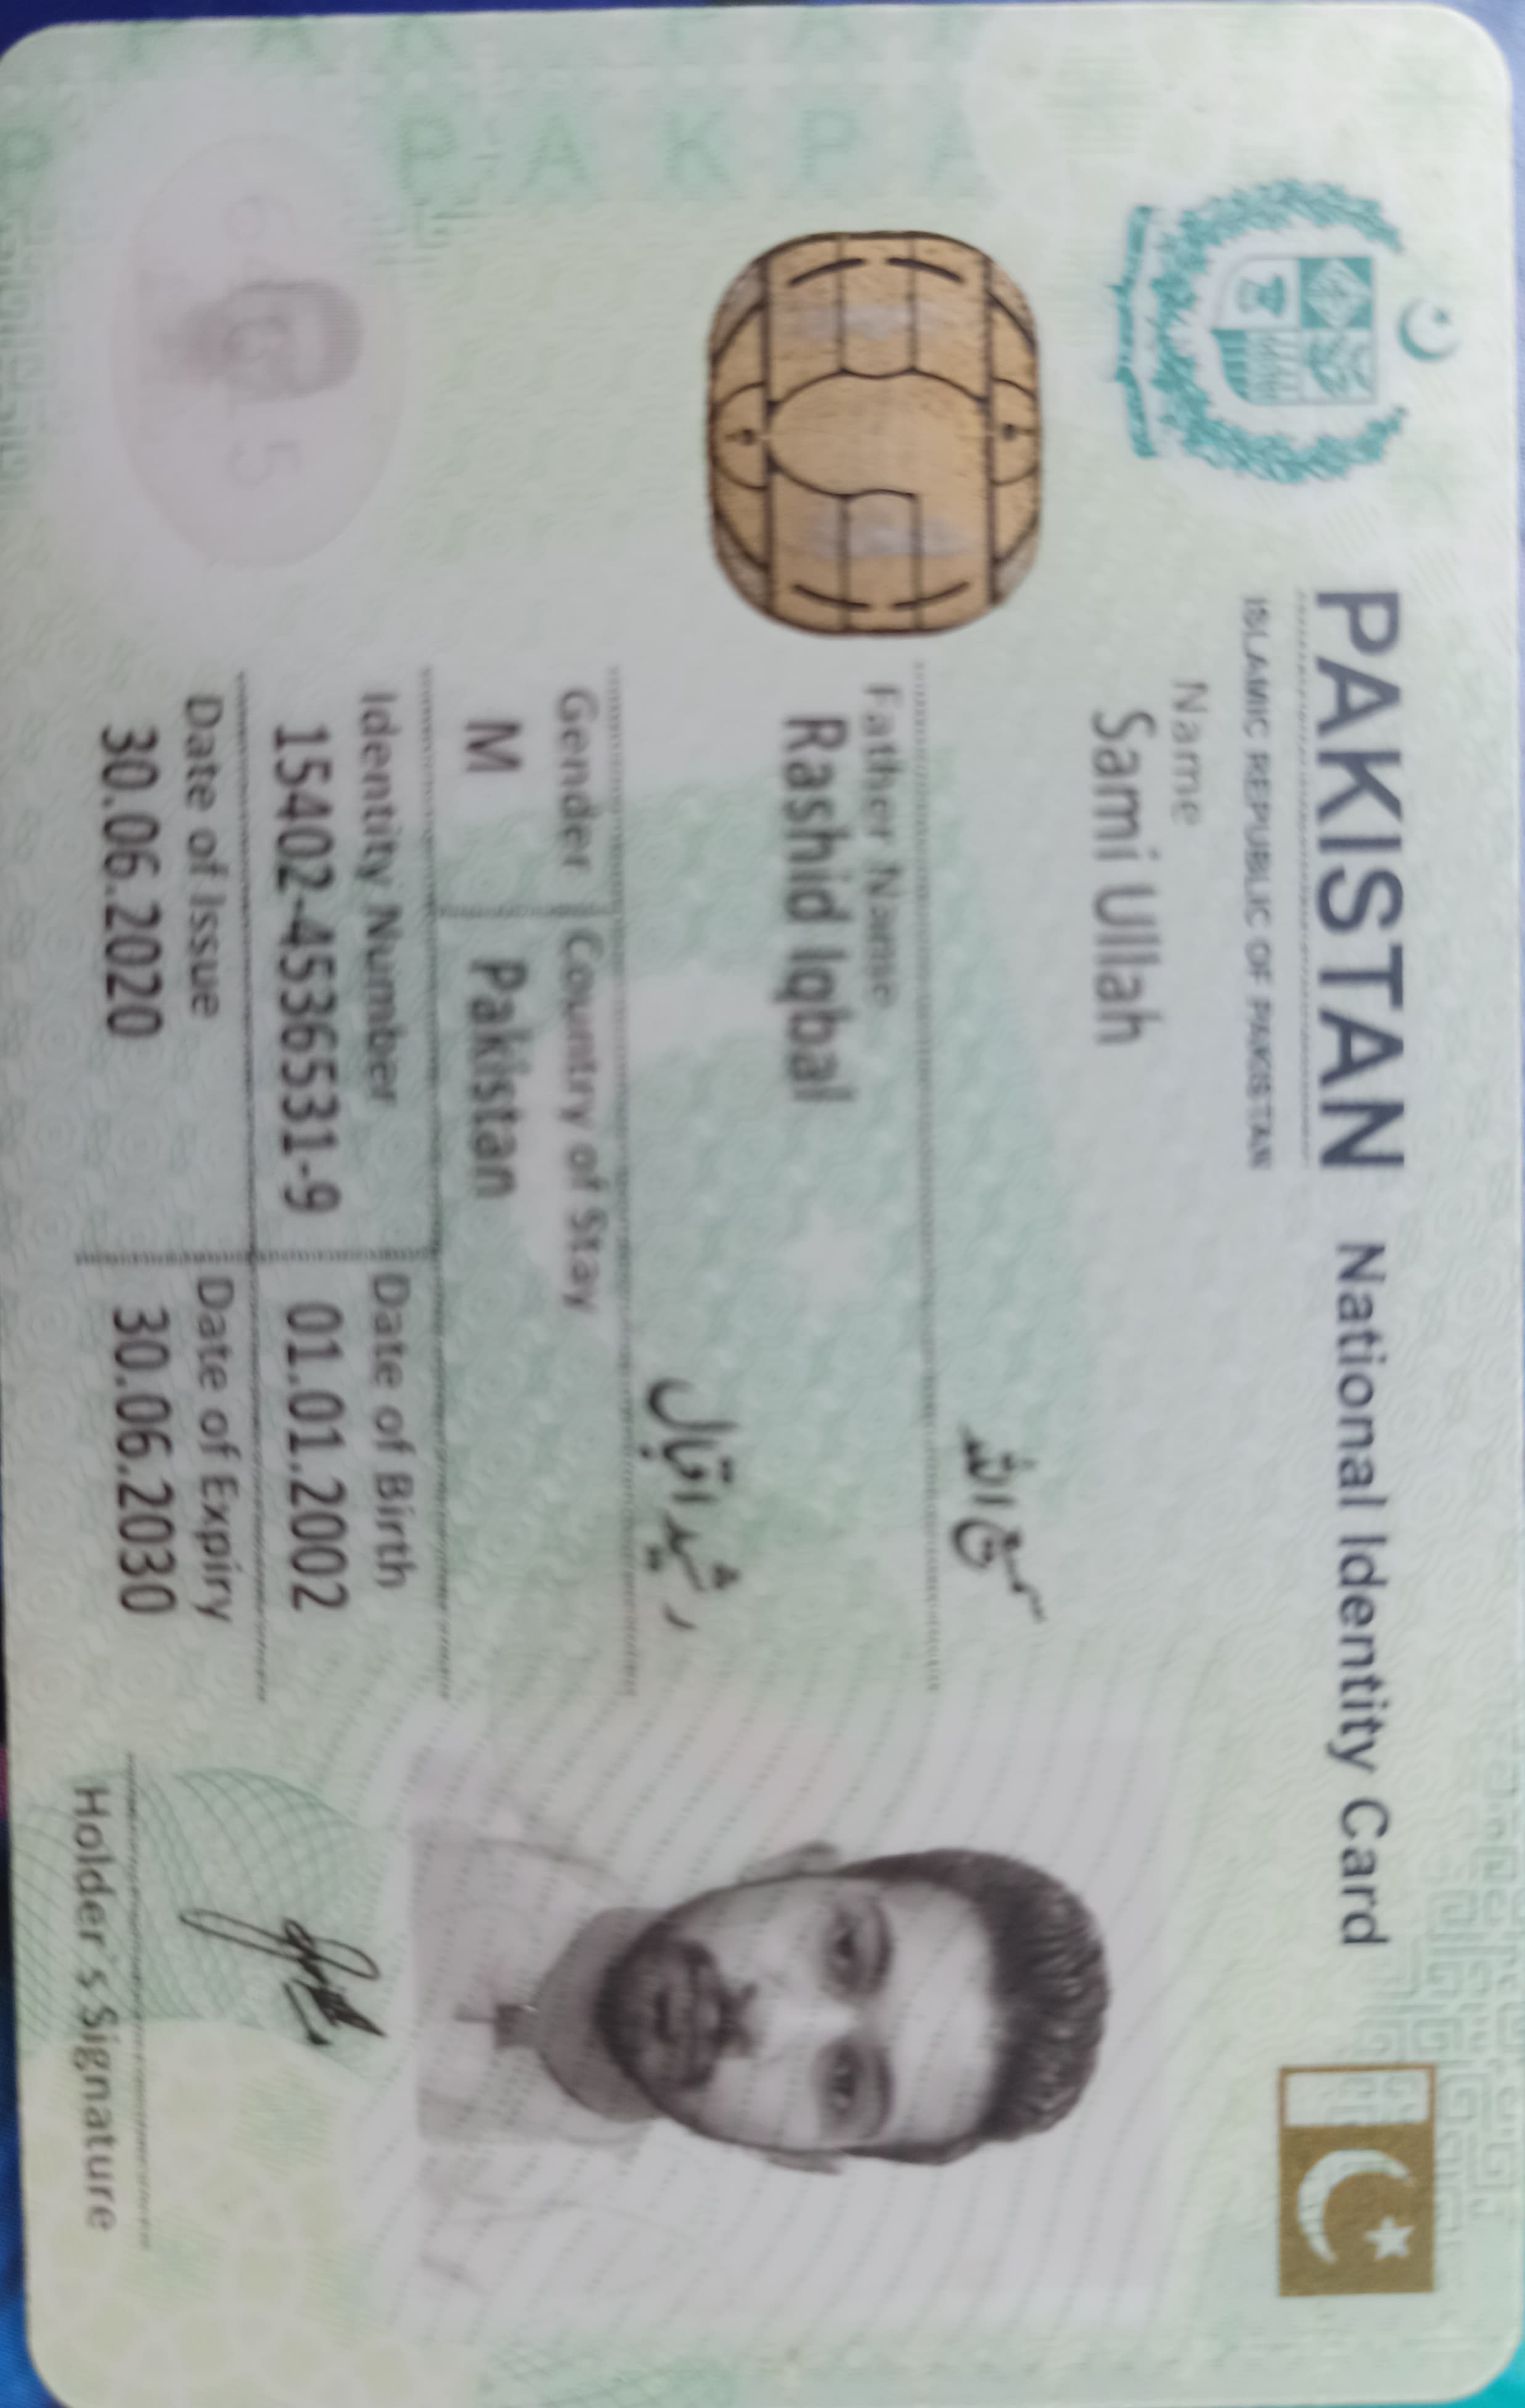 PAKISTAN National Identity Card
ISLAMIC REPUBLIC OF PAKISTAN
Name
Sami Ullah
سمیع اللہ
Father Name
Rashid Iqbal
رشید اقبال
Gender Country of Stay
M Pakistan
Identity Number Date of Birth
15402-4536531-9 01.01.2002
Date of Issue Date of Expiry
30.06.2020 30.06.2030
Holder`s Signature